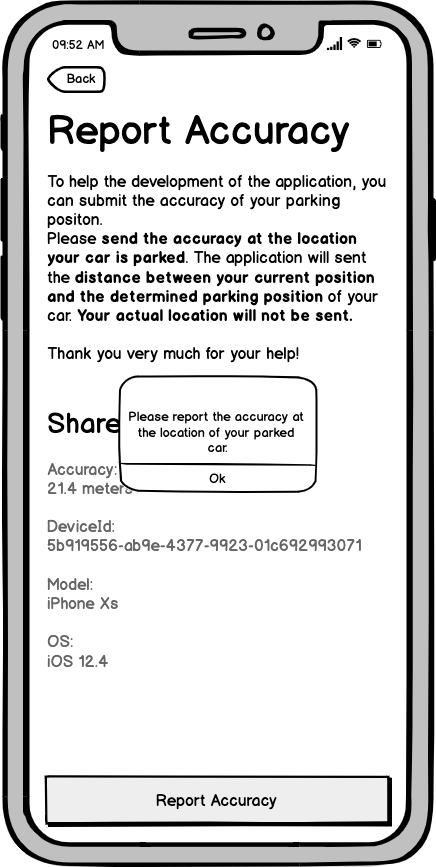 09:52 AM
Back
Report Accuracy
To help the development of the application, you
can submit the accuracy of your parking
positon.
Please send the accuracy at the location
your car is parked. The application will sent
the distance between your current position
and the determined parking position of your
car. Your actual location will not be sent.
Thank you very much for your help!
Share
Please report the accuracy at
the location of your parked
car.
Ok
Accuracy:
21.4 meters
DeviceId:
5b919556-ab9e-4377-9923-01c692993071
Model:
iPhone Xs
OS:
iOS 12.4
Report Accuracy